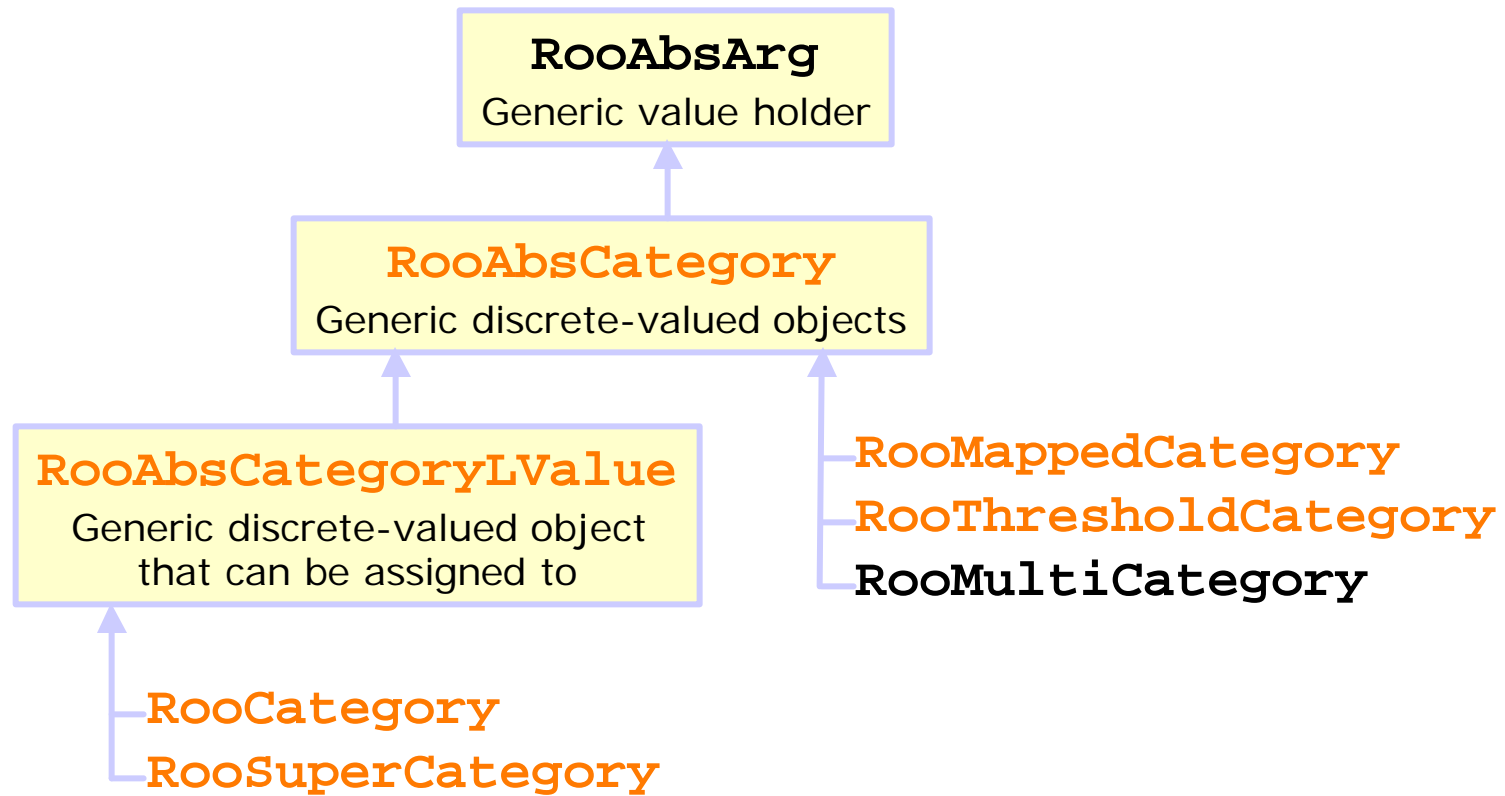 RooAbsArg
Generic value holder
RooAbsCategory
Generic discrete-valued objects
RooAbsCategoryLValue
Generic discrete-valued object
that can be assigned to
RooMappedCategory
RooThresholdCategory
RooMultiCategory
RooCategory
RooSuperCategory